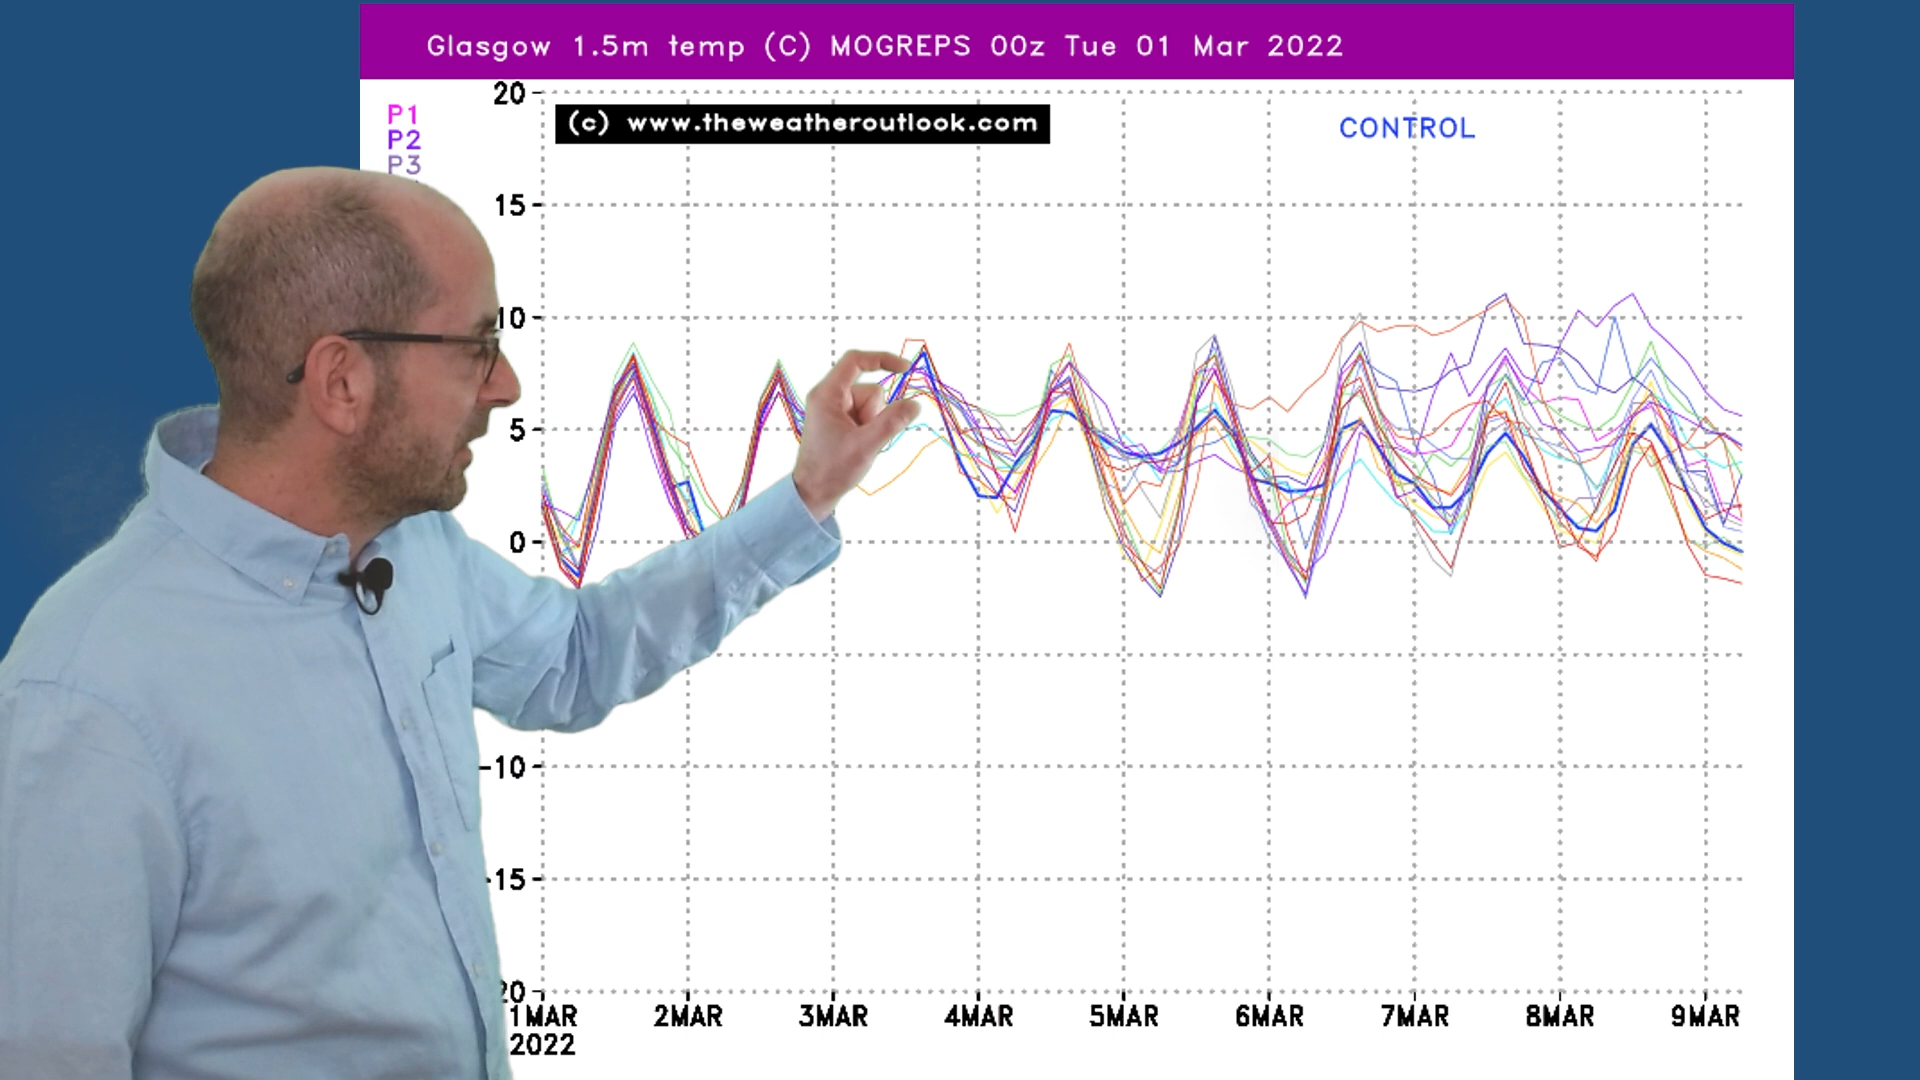 Glasgow 1.5m temp (C) MOGREPS 00z Tue 01 Mar 2022
20
P1
P2
P3
(c) www.theweatheroutlook.com
CONTROL
15
10
5
0
-10
-15
20
1MAR 2MAR 3MAR 4MAR 5MAR 6MAR 7MAR 8MAR 9MAR
2022